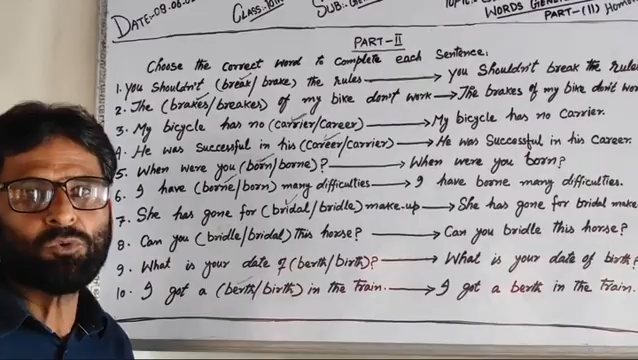 DATE:-09.06.
CLASS:-10th
SUB:-
WORDS
PART-(II) Homo
PART-II
Choose the correct word to complete each sentence:
1. You Shouldn't (break/brake) the rules → you Shouldn't break the rules
2. The (brakes/breakes) of my bike don't work → The brakes of my bike don't wor
3. My bicycle has no (carrier/career) → My bicycle has no carrier.
4. He was Successful in his (career/carrier) → He was Successful in his career.
5. When were you (born/borne)? → When were you born?
6. I have (borne/born) many difficulties → I have borne many difficulties.
7. She has gone for (bridal/bridle) make-up → She has gone for bridal make
8. Can you (bridle/bridal) this horse? → Can you bridle this horse?
9. What is your date of (berth/birth)? → What is your date of birth?
10. I got a (berth/birth) in the train. → I got a berth in the train.